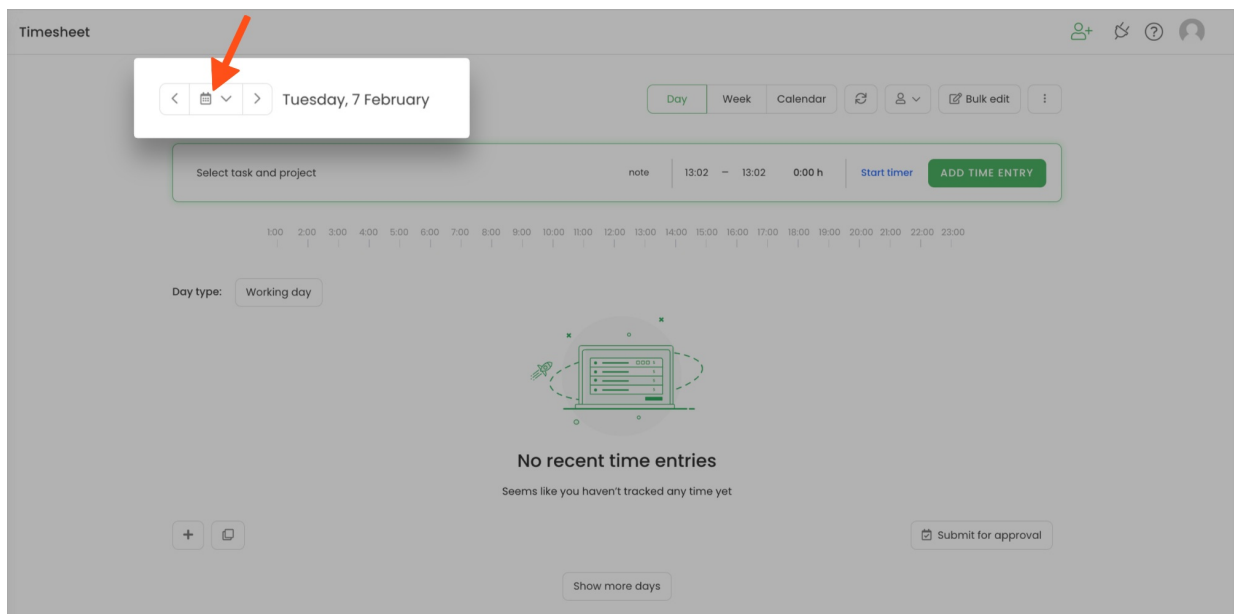 Timesheet
Tuesday, 7 February
Day Week Calendar Bulk edit
Select task and project note 13:02 – 13:02 0:00 h Start timer ADD TIME ENTRY
1:00 2:00 3:00 4:00 5:00 6:00 7:00 8:00 9:00 10:00 11:00 12:00 13:00 14:00 15:00 16:00 17:00 18:00 19:00 20:00 21:00 22:00 23:00
Day type: Working day
No recent time entries
Seems like you haven't tracked any time yet
Submit for approval
Show more days